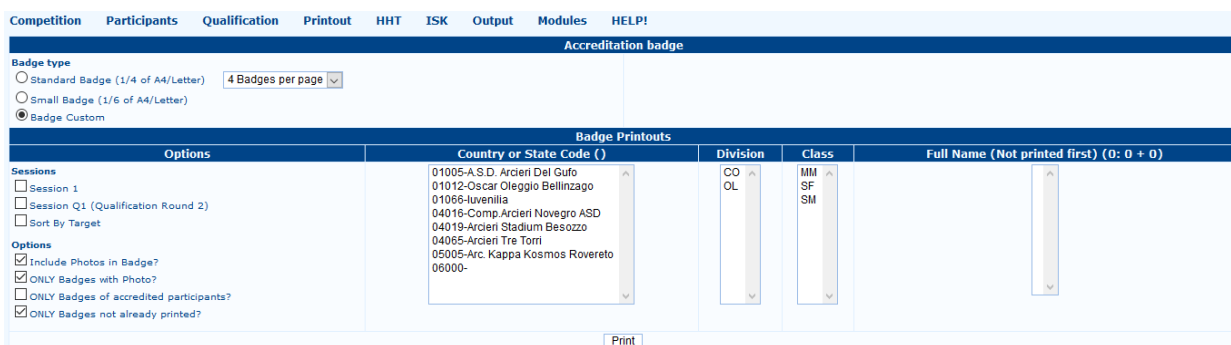 Competition Participants Qualification Printout HHT ISK Output Modules HELP!
Accreditation badge
Badge type
Standard Badge (1/4 of A4/Letter) 4 Badges per page
Small Badge (1/6 of A4/Letter)
Badge Custom
Badge Printouts
Options Country or State Code () Division Class Full Name (Not printed first) (0: 0 + 0)
Sessions
Session 1
Session Q1 (Qualification Round 2)
Sort By Target
Options
Include Photos in Badge?
ONLY Badges with Photo?
ONLY Badges of accredited participants?
ONLY Badges not already printed?
01005-A.S.D. Arcieri Del Gufo
01012-Oscar Oleggio Bellinzago
01066-Iuvenilia
04016-Comp.Arcieri Novegro ASD
04019-Arcieri Stadium Besozzo
04065-Arcieri Tre Torri
05005-Arc. Kappa Kosmos Rovereto
06000-
CO
OL
MM
SF
SM
Print